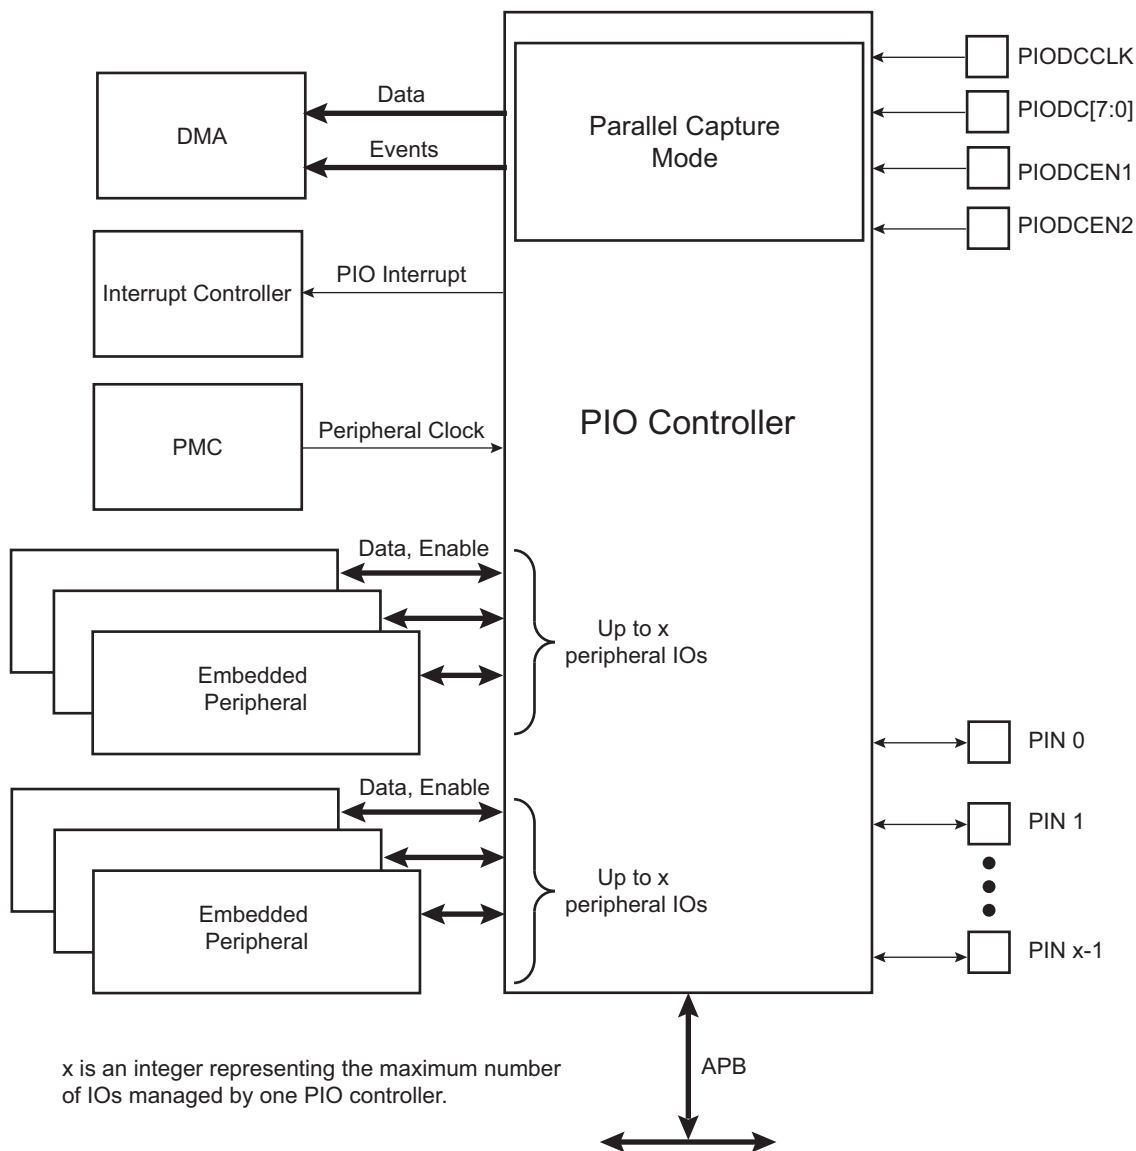 PIODCCLK
Data
DMA
Parallel Capture
Mode
PIODC[7:0]
Events
PIODCEN1
PIODCEN2
PIO Interrupt
Interrupt Controller
PIO Controller
Peripheral Clock
PMC
Data, Enable
Up to x
peripheral IOs
Embedded
Peripheral
PIN 0
Data, Enable
PIN 1
Up to x
peripheral IOs
Embedded
Peripheral
PIN x-1
x is an integer representing the maximum number
of IOs managed by one PIO controller.
APB